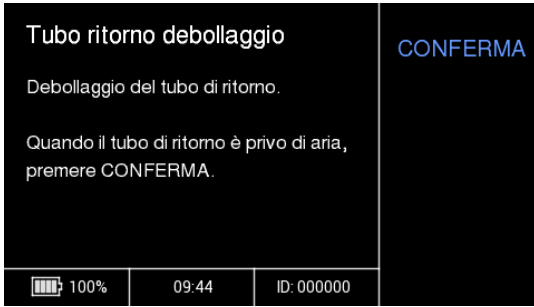 Tubo ritorno debollaggio
CONFERMA
Debollaggio del tubo di ritorno.
Quando il tubo di ritorno è privo di aria,
premere CONFERMA.
100%
09:44
ID: 000000